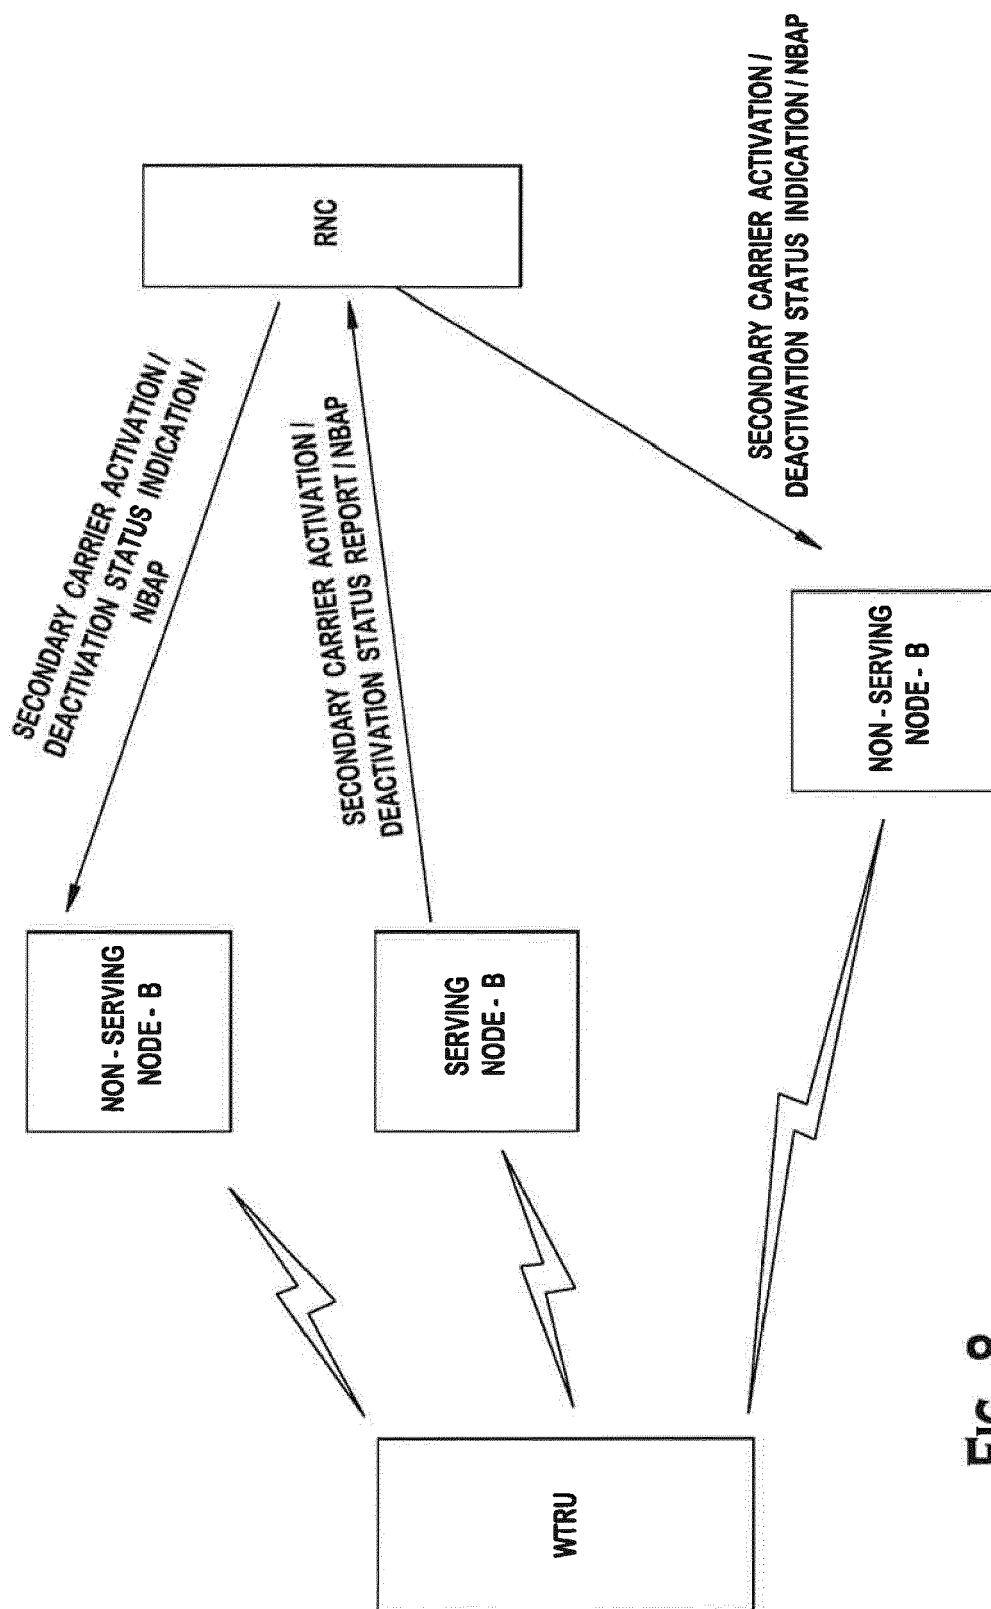 SECONDARY CARRIER ACTIVATION /
DEACTIVATION STATUS INDICATION /
NBAP
NON - SERVING
NODE - B
SECONDARY CARRIER ACTIVATION /
DEACTIVATION STATUS REPORT / NBAP
RNC
SERVING
NODE - B
WTRU
SECONDARY CARRIER ACTIVATION /
DEACTIVATION STATUS INDICATION / NBAP
NON - SERVING
NODE - B